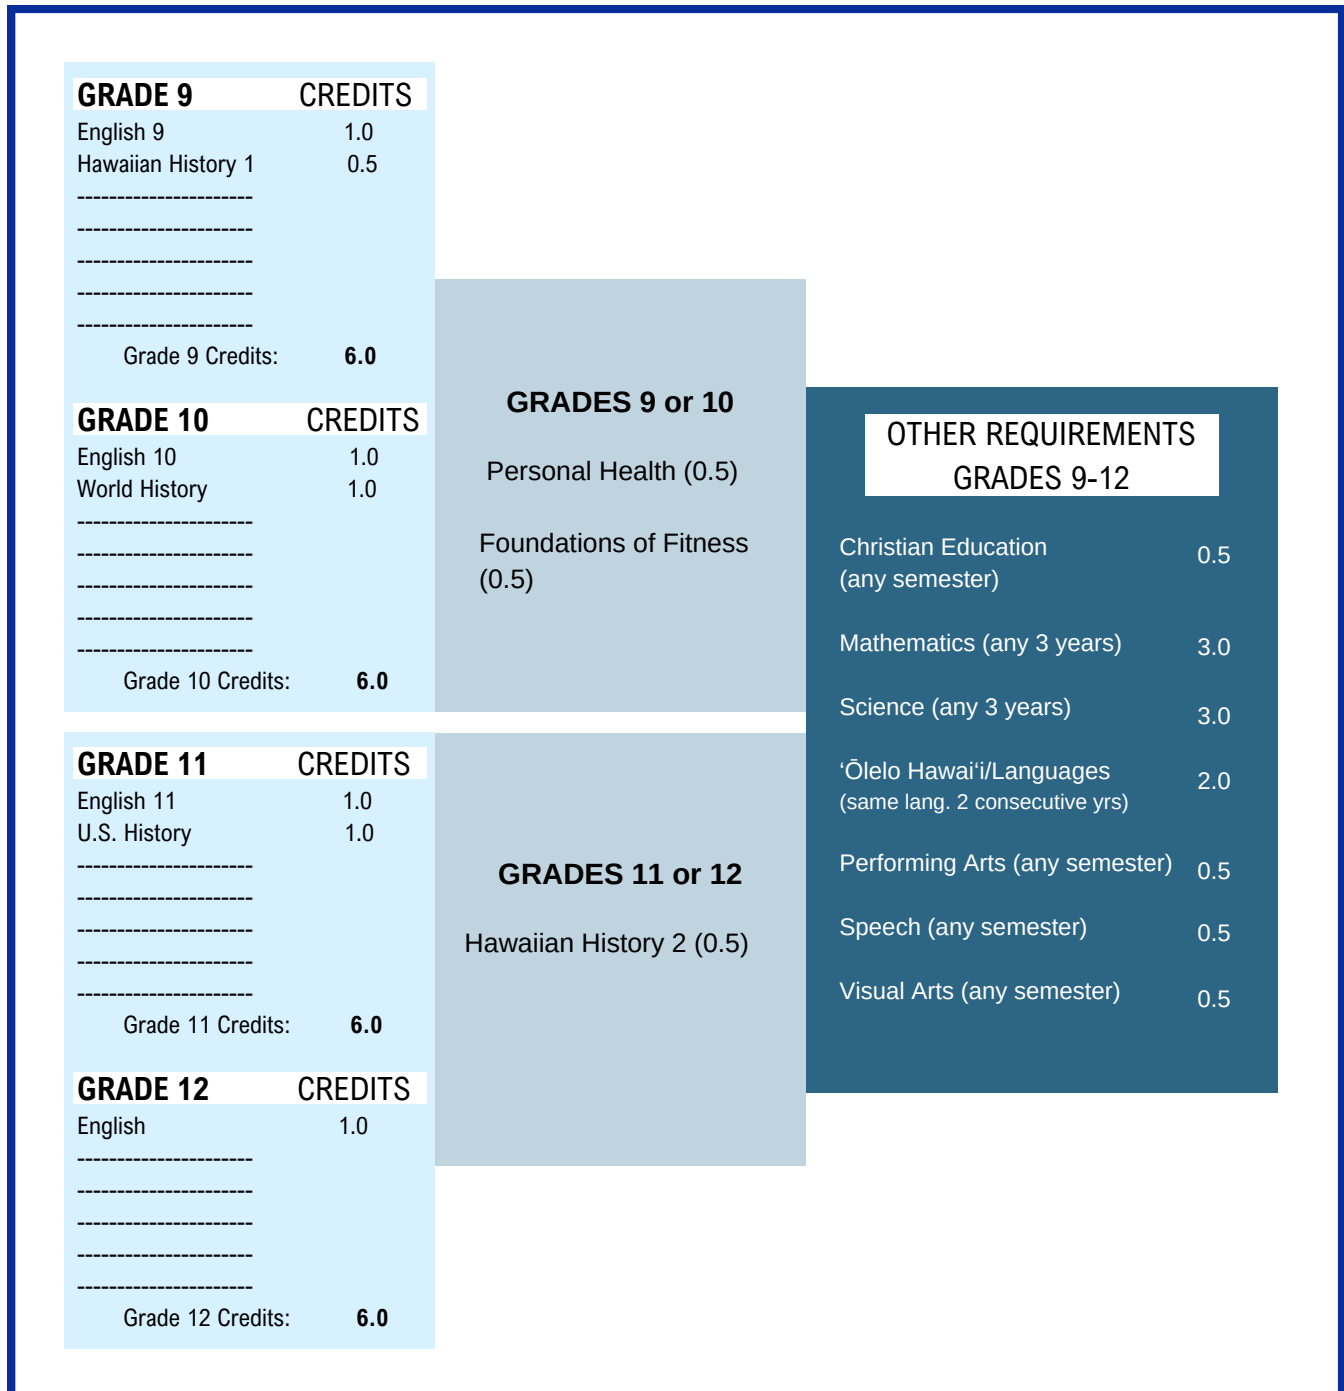 GRADE 9 CREDITS
English 9 1.0
Hawaiian History 1 0.5
----------------------
----------------------
----------------------
----------------------
----------------------
Grade 9 Credits: 6.0
GRADE 10 CREDITS
English 10 1.0
World History 1.0
----------------------
----------------------
----------------------
----------------------
----------------------
Grade 10 Credits: 6.0
GRADE 11 CREDITS
English 11 1.0
U.S. History 1.0
----------------------
----------------------
----------------------
----------------------
----------------------
Grade 11 Credits: 6.0
GRADE 12 CREDITS
English 1.0
----------------------
----------------------
----------------------
----------------------
----------------------
Grade 12 Credits: 6.0
GRADES 9 or 10
Personal Health (0.5)
Foundations of Fitness
(0.5)
GRADES 11 or 12
Hawaiian History 2 (0.5)
OTHER REQUIREMENTS
GRADES 9-12
Christian Education 0.5
(any semester)
Mathematics (any 3 years) 3.0
Science (any 3 years) 3.0
ʻŌlelo Hawaiʻi/Languages 2.0
(same lang. 2 consecutive yrs)
Performing Arts (any semester) 0.5
Speech (any semester) 0.5
Visual Arts (any semester) 0.5